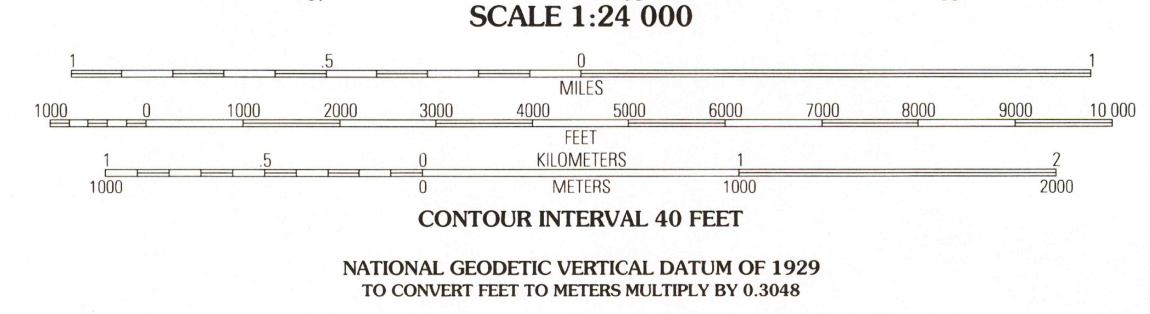 SCALE 1:24 000
1 .5 0 1
MILES
1000 0 1000 2000 3000 4000 5000 6000 7000 8000 9000 10 000
FEET
1 .5 0 KILOMETERS 1 2
1000 0 METERS 1000 2000
CONTOUR INTERVAL 40 FEET
NATIONAL GEODETIC VERTICAL DATUM OF 1929
TO CONVERT FEET TO METERS MULTIPLY BY 0.3048